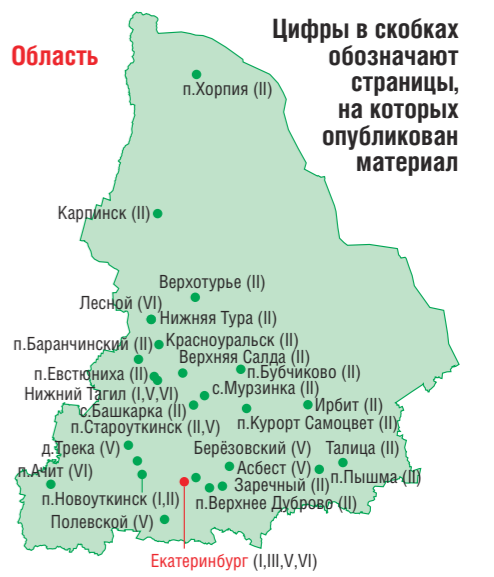 Область
Цифры в скобках
обозначают
страницы,
на которых
опубликован
материал
п.Хорпия (II)
Карпинск (II)
Верхотурье (II)
Лесной (VI)
Нижняя Тура (II)
п.Баранчинский (II)
Красноуральск (II)
Верхняя Салда (II)
п.Евстюниха (II)
п.Бубчиково (II)
Нижний Тагил (I,V,VI)
с.Мурзинка (II)
с.Башкарка (II)
Ирбит (II)
п.Староуткинск (II,V)
п.Курорт Самоцвет (II)
д.Трека (V)
Берёзовский (V)
Талица (II)
п.Ачит (VI)
Асбест (V)
п.Пышма (II)
п.Новоуткинск (I,II)
Заречный (II)
п.Верхнее Дуброво (II)
Полевской (V)
Екатеринбург (I,III,V,VI)